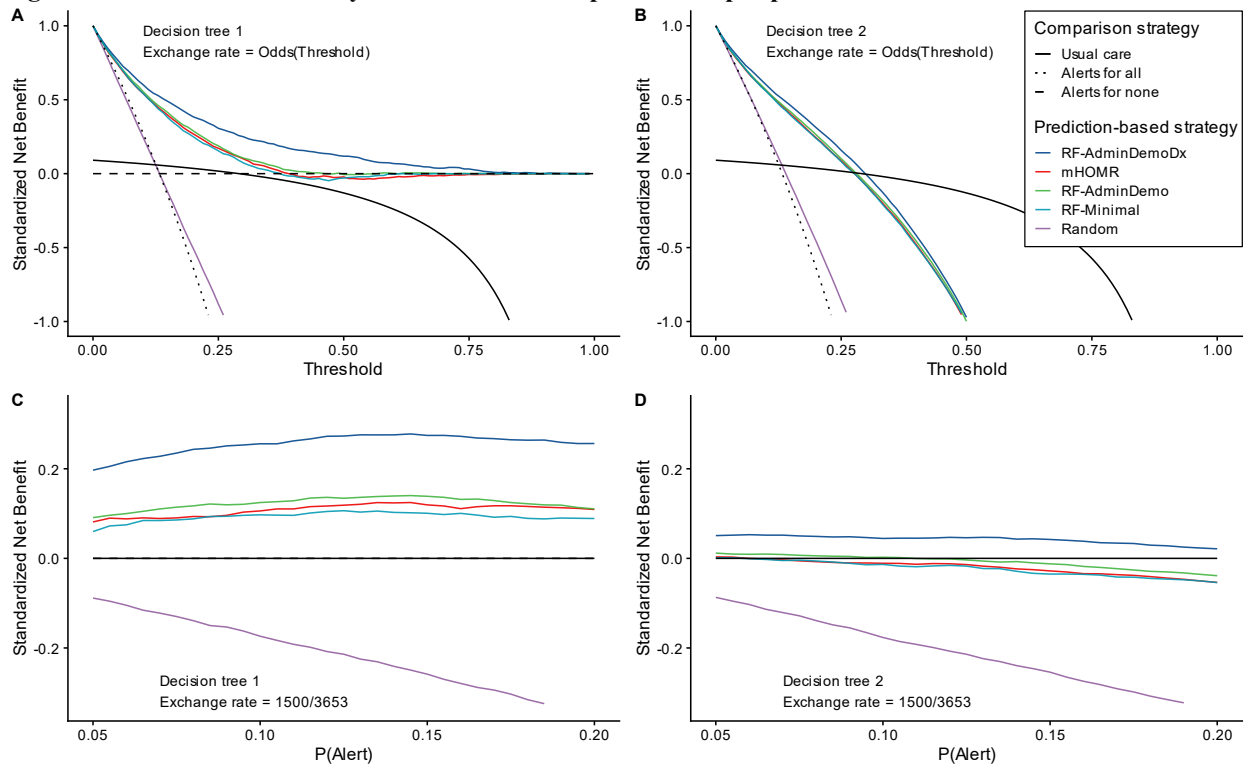 A
Decision tree 1
Exchange rate = Odds(Threshold)
Standardized Net Benefit
1.0
0.5
0.0
-0.5
-1.0
0.00 0.25 0.50 0.75 1.00
Threshold
B
Decision tree 2
Exchange rate = Odds(Threshold)
Standardized Net Benefit
1.0
0.5
0.0
-0.5
-1.0
0.00 0.25 0.50 0.75 1.00
Threshold
Comparison strategy
Usual care
Alerts for all
Alerts for none
Prediction-based strategy
RF-AdminDemoDx
mHOMR
RF-AdminDemo
RF-Minimal
Random
C
Standardized Net Benefit
0.2
0.0
-0.2
Decision tree 1
Exchange rate = 1500/3653
0.05 0.10 0.15 0.20
P(Alert)
D
Standardized Net Benefit
0.2
0.0
-0.2
Decision tree 2
Exchange rate = 1500/3653
0.05 0.10 0.15 0.20
P(Alert)